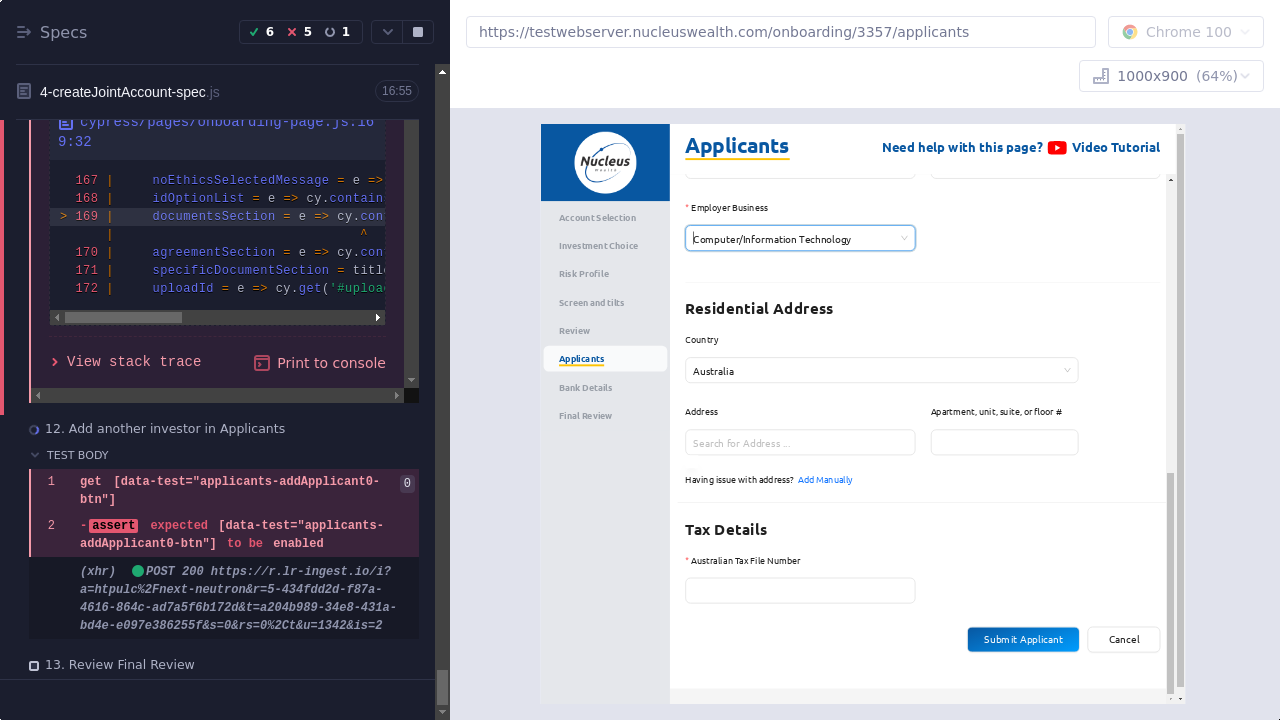 Specs
6
5
1
4-createJointAccount-spec.js
16:55
cypress/pages/onboarding-page.js:16
9:32
167 | noEthicsSelectedMessage = e =>
168 | idOptionList = e => cy.contain
> 169 | documentsSection = e => cy.con
| ^
170 | agreementSection = e => cy.con
171 | specificDocumentSection = title
172 | uploadId = e => cy.get('#uploa
View stack trace
Print to console
12. Add another investor in Applicants
TEST BODY
1 get [data-test="applicants-addApplicant0-
btn"]
0
2 -assert expected [data-test="applicants-
addApplicant0-btn"] to be enabled
(xhr) POST 200 https://r.lr-ingest.io/i?
a=htpulc%2Fnext-neutron&r=5-434fdd2d-f87a-
4616-864c-ad7a5f6b172d&t=a204b989-34e8-431a-
bd4e-e097e386255f&s=0&rs=0%2Ct&u=1342&is=2
13. Review Final Review
https://testwebserver.nucleuswealth.com/onboarding/3357/applicants
Chrome 100
1000x900 (64%)
Nucleus
Wealth
Account Selection
Investment Choice
Risk Profile
Screen and tilts
Review
Applicants
Bank Details
Final Review
Applicants
Need help with this page? Video Tutorial
* Employer Business
Computer/Information Technology
Residential Address
Country
Australia
Address
Apartment, unit, suite, or floor #
Search for Address ...
Having issue with address? Add Manually
Tax Details
* Australian Tax File Number
Submit Applicant
Cancel